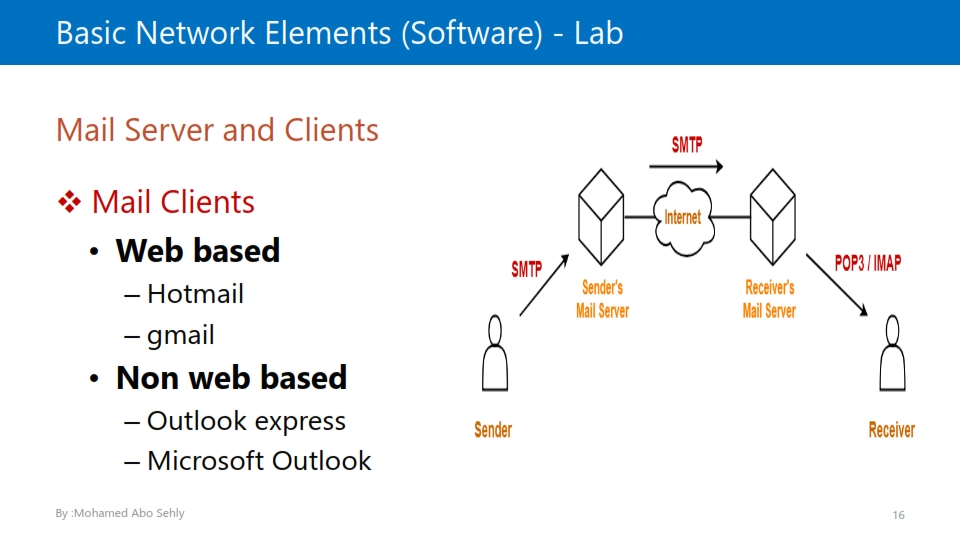 Basic Network Elements (Software) - Lab
Mail Server and Clients
❖ Mail Clients
• Web based
– Hotmail
– gmail
• Non web based
– Outlook express
– Microsoft Outlook
SMTP
Internet
SMTP
POP3 / IMAP
Sender's
Mail Server
Receiver's
Mail Server
Sender
Receiver
By :Mohamed Abo Sehly
16